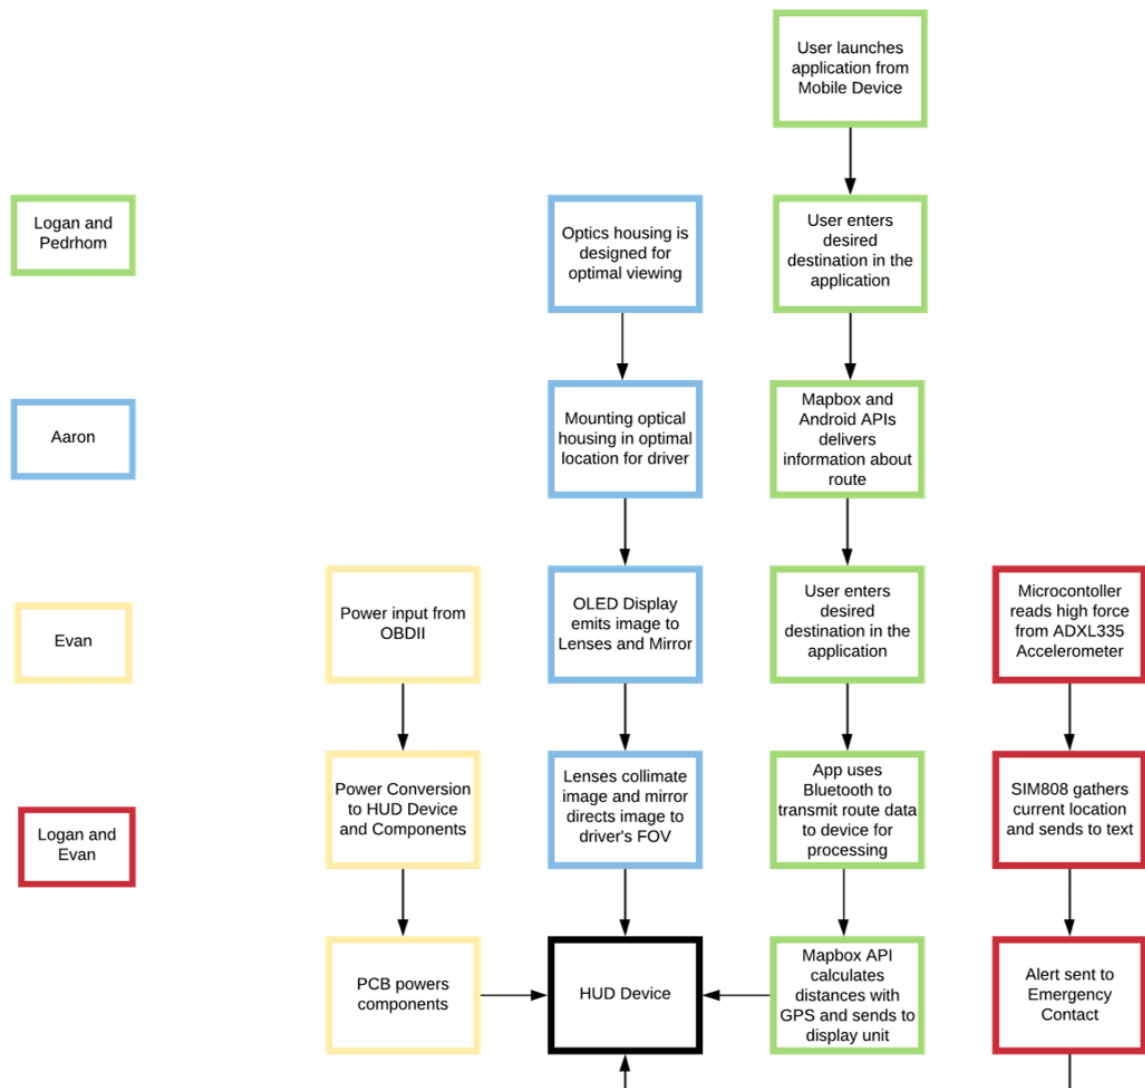 User launches
application from
Mobile Device
Logan and
Pedrhom
Optics housing is
designed for
optimal viewing
User enters
desired
destination in the
application
Aaron
Mounting optical
housing in optimal
location for driver
Mapbox and
Android APIs
delivers
information about
route
Evan
Power input from
OBDII
OLED Display
emits image to
Lenses and Mirror
User enters
desired
destination in the
application
Microcontoller
reads high force
from ADXL335
Accelerometer
Logan and
Evan
Power Conversion
to HUD Device
and Components
Lenses collimate
image and mirror
directs image to
driver's FOV
App uses
Bluetooth to
transmit route data
to device for
processing
SIM808 gathers
current location
and sends to text
PCB powers
components
HUD Device
Mapbox API
calculates
distances with
GPS and sends to
display unit
Alert sent to
Emergency
Contact